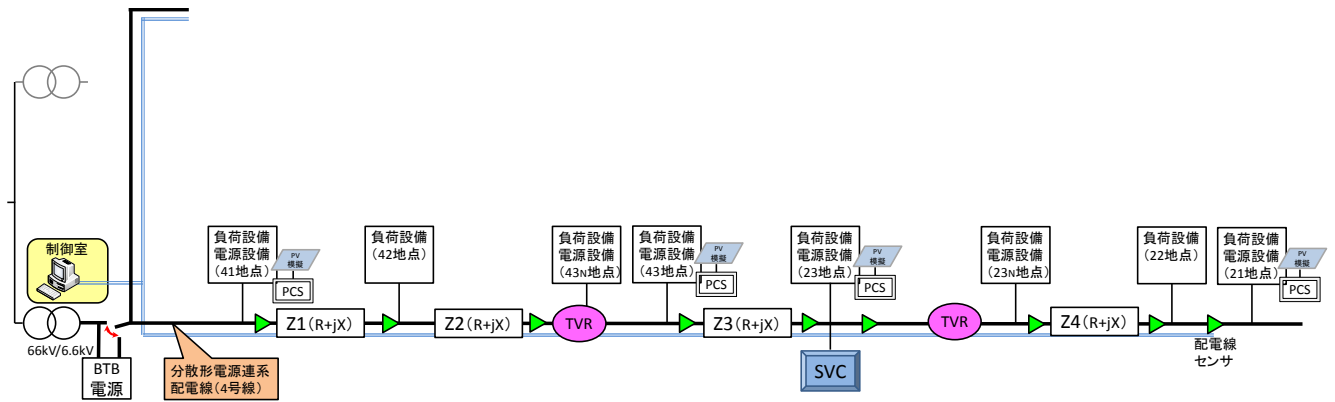 制御室
66kV/6.6kV
BTB
電源
分散形電源連系
配電線(4号線)
負荷設備
電源設備
(41地点)
PV
模擬
PCS
Z1(R+jX)
負荷設備
(42地点)
Z2(R+jX)
負荷設備
電源設備
(43N地点)
TVR
負荷設備
電源設備
(43地点)
PV
模擬
PCS
Z3(R+jX)
負荷設備
電源設備
(23地点)
PV
模擬
PCS
SVC
TVR
負荷設備
電源設備
(23N地点)
Z4(R+jX)
負荷設備
(22地点)
負荷設備
電源設備
(21地点)
PV
模擬
PCS
配電線
センサ